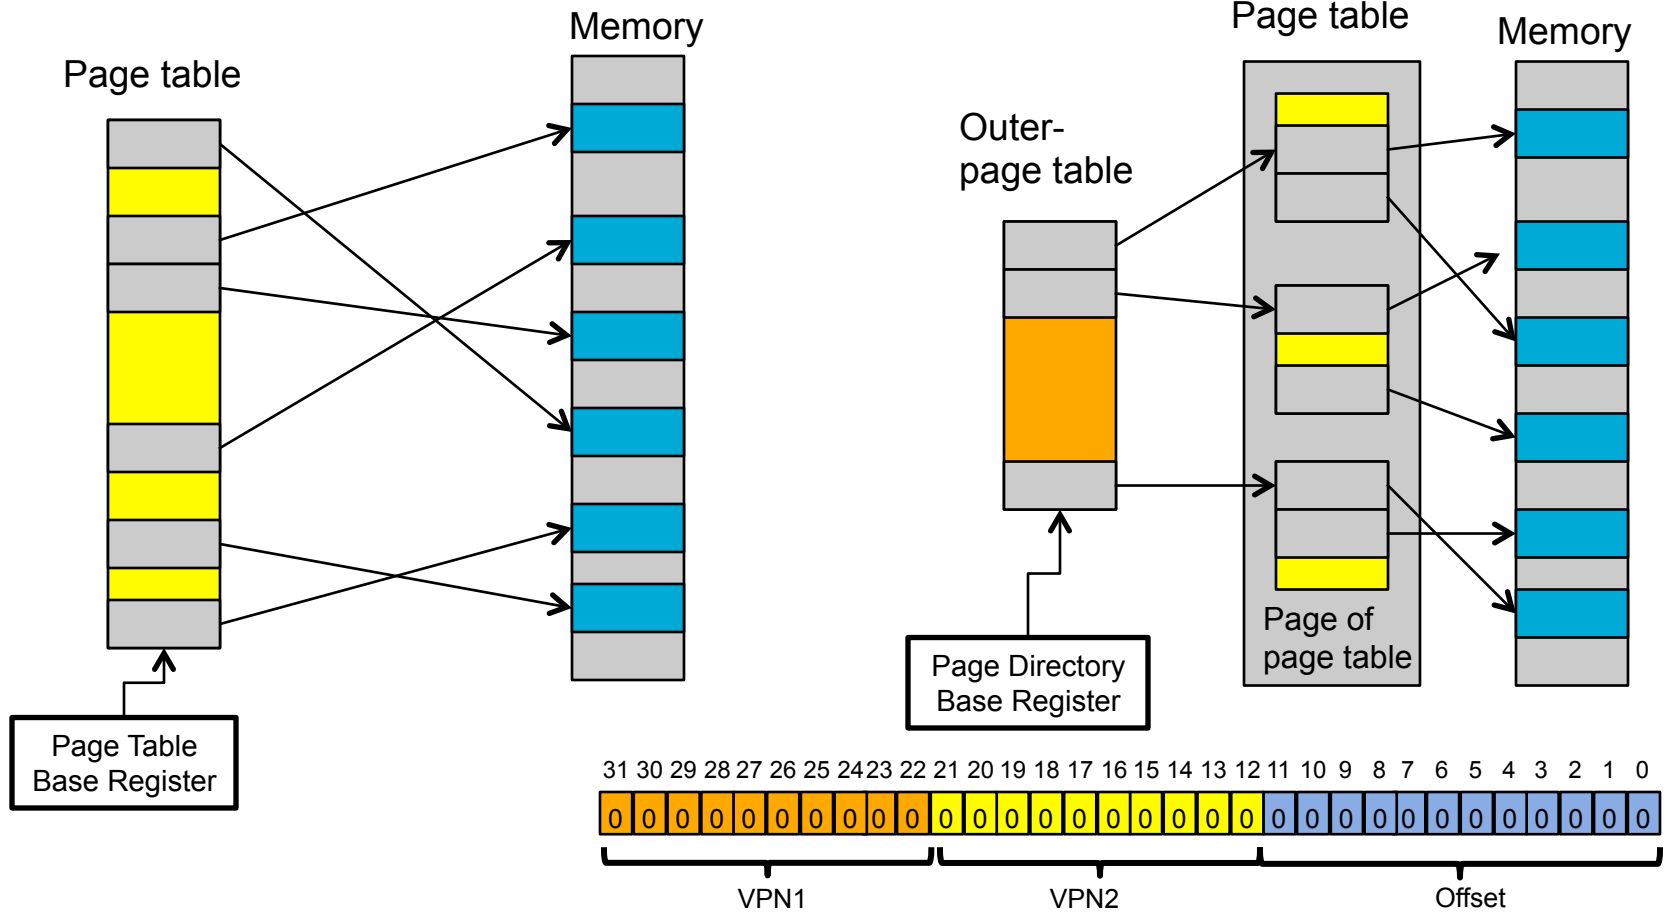 Memory
Page table
Page Table
Base Register
Page table
Memory
Outer-
page table
Page of
page table
Page Directory
Base Register
31 30 29 28 27 26 25 24 23 22 21 20 19 18 17 16 15 14 13 12 11 10 9 8 7 6 5 4 3 2 1 0
0 0 0 0 0 0 0 0 0 0 0 0 0 0 0 0 0 0 0 0 0 0 0 0 0 0 0 0 0 0 0 0
VPN1 VPN2 Offset